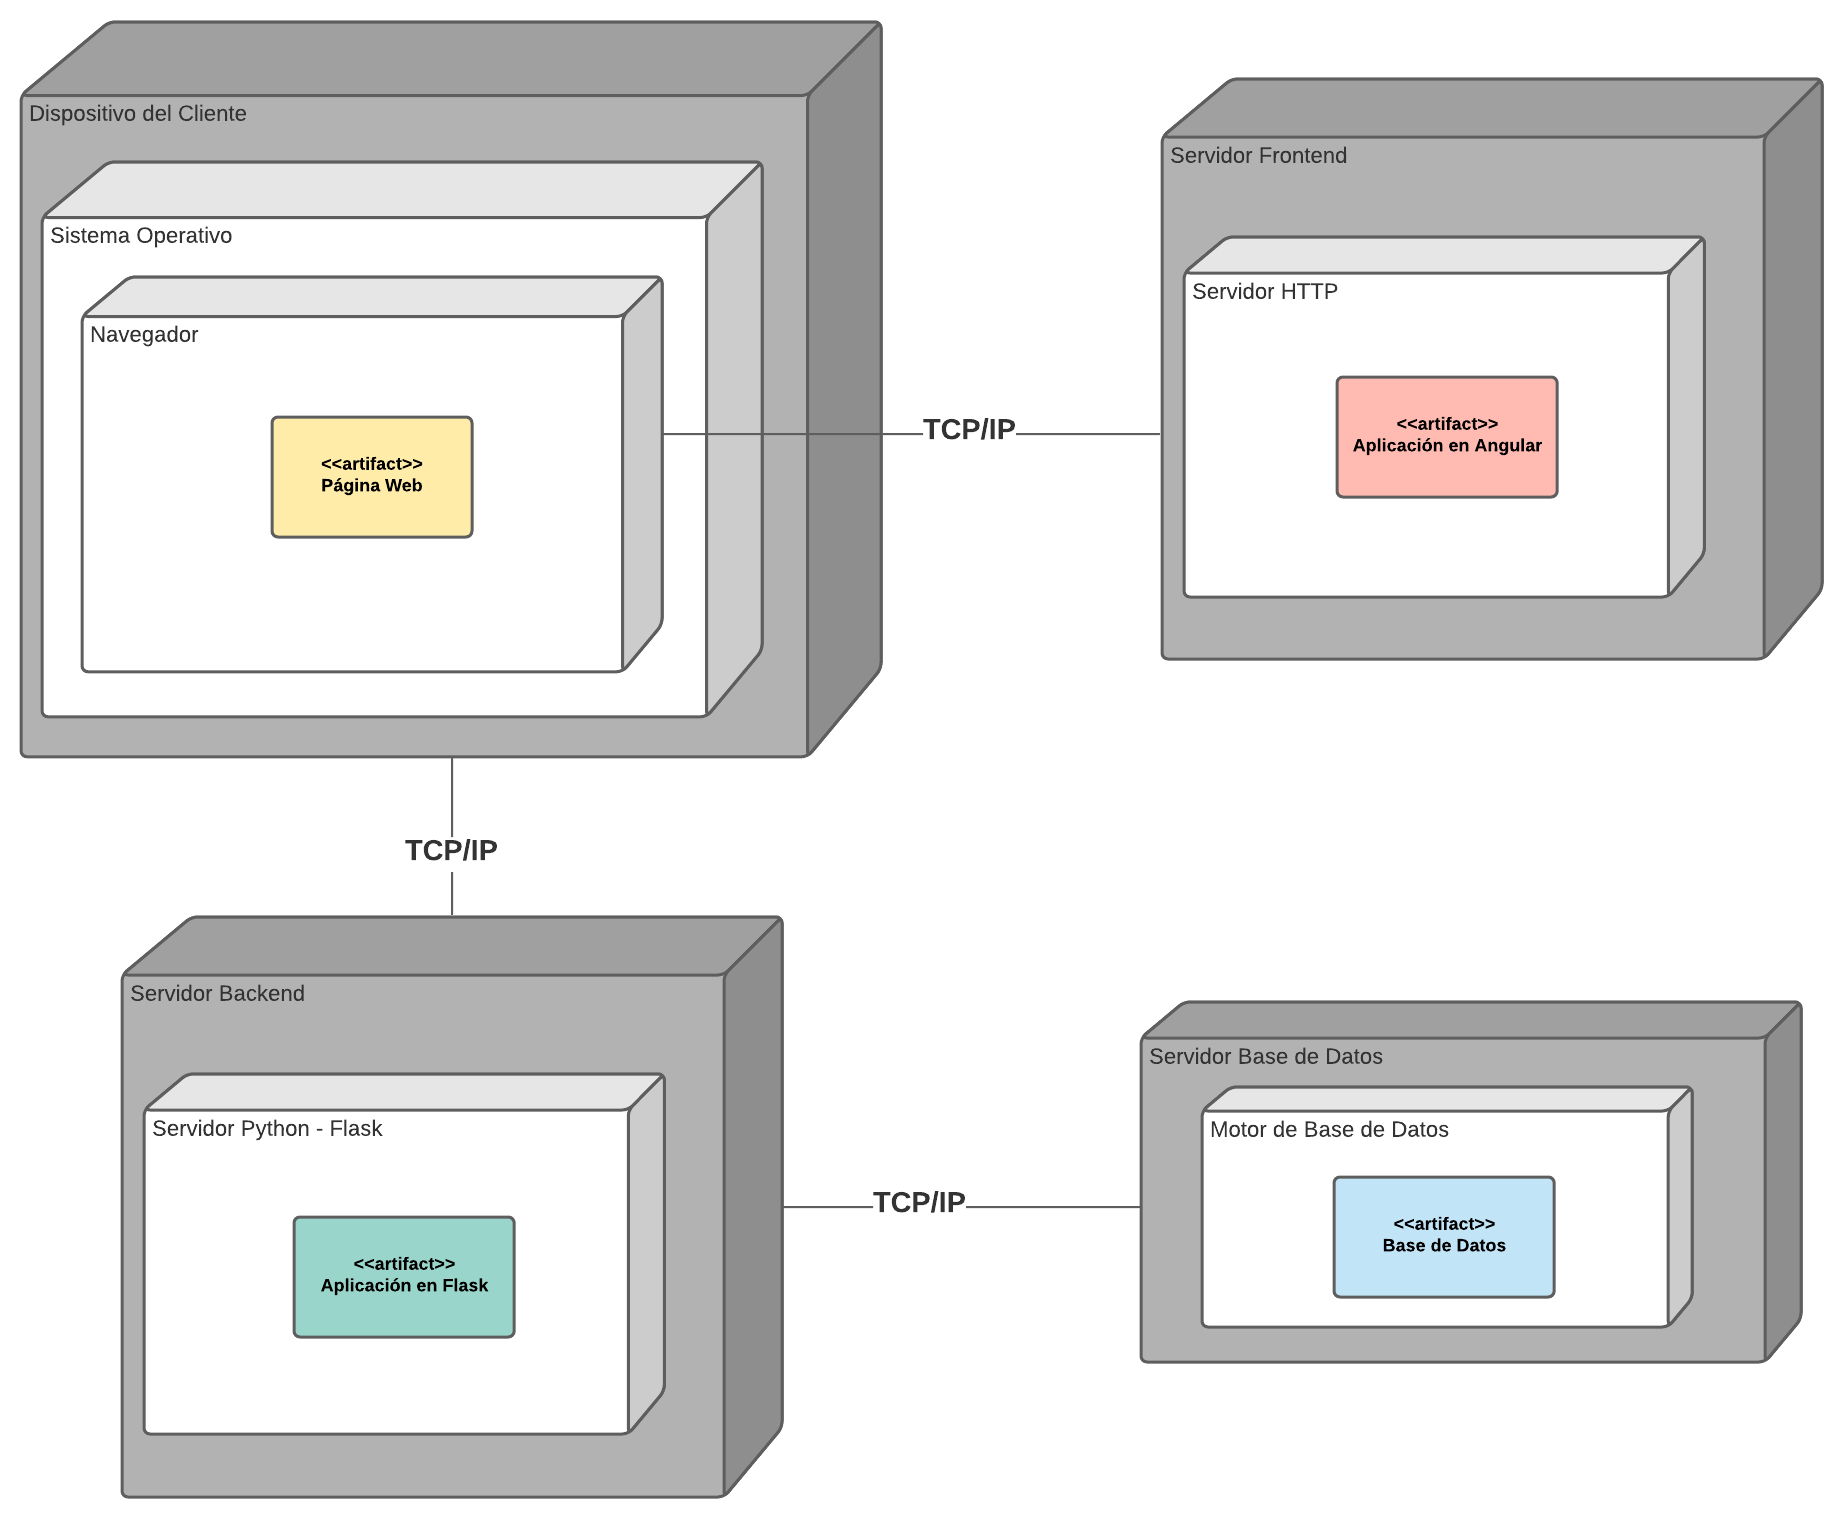 Dispositivo del Cliente
Sistema Operativo
Navegador
<<artifact>>
Página Web
TCP/IP
Servidor Frontend
Servidor HTTP
<<artifact>>
Aplicación en Angular
TCP/IP
Servidor Backend
Servidor Python - Flask
<<artifact>>
Aplicación en Flask
TCP/IP
Servidor Base de Datos
Motor de Base de Datos
<<artifact>>
Base de Datos